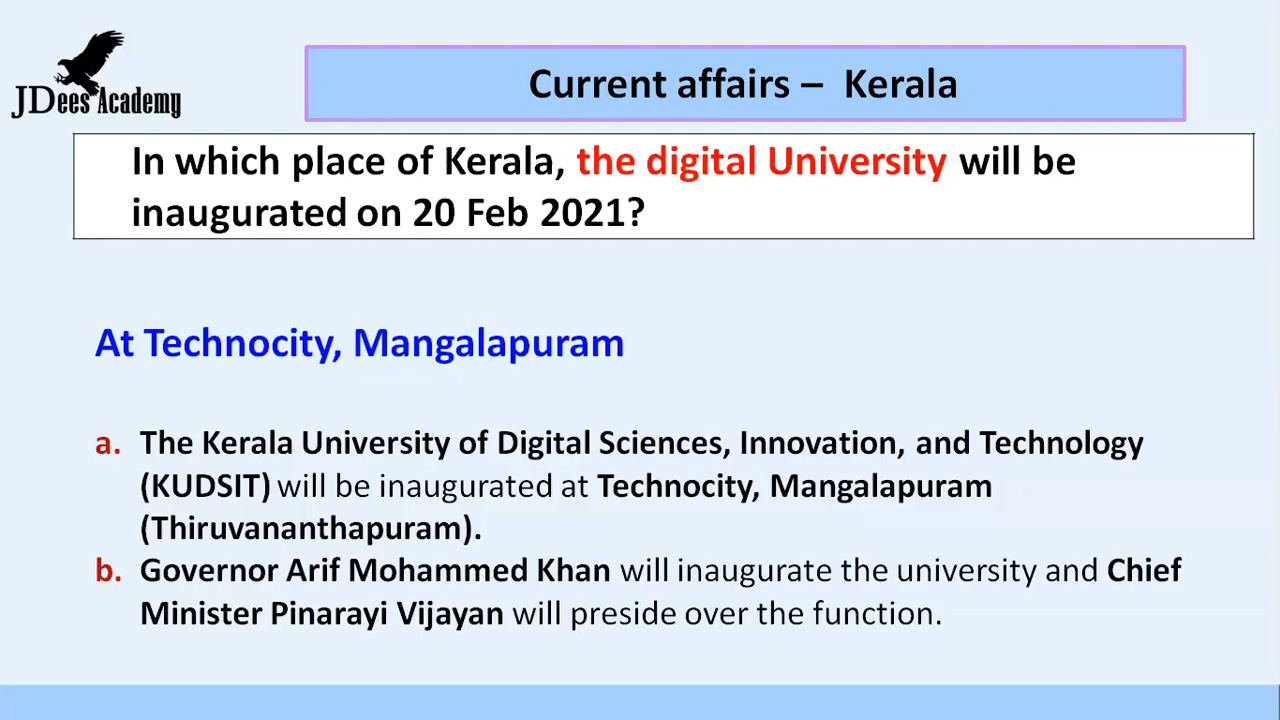 JDees Academy
Current affairs – Kerala
In which place of Kerala, the digital University will be
inaugurated on 20 Feb 2021?
At Technocity, Mangalapuram
a. The Kerala University of Digital Sciences, Innovation, and Technology
(KUDSIT) will be inaugurated at Technocity, Mangalapuram
(Thiruvananthapuram).
b. Governor Arif Mohammed Khan will inaugurate the university and Chief
Minister Pinarayi Vijayan will preside over the function.